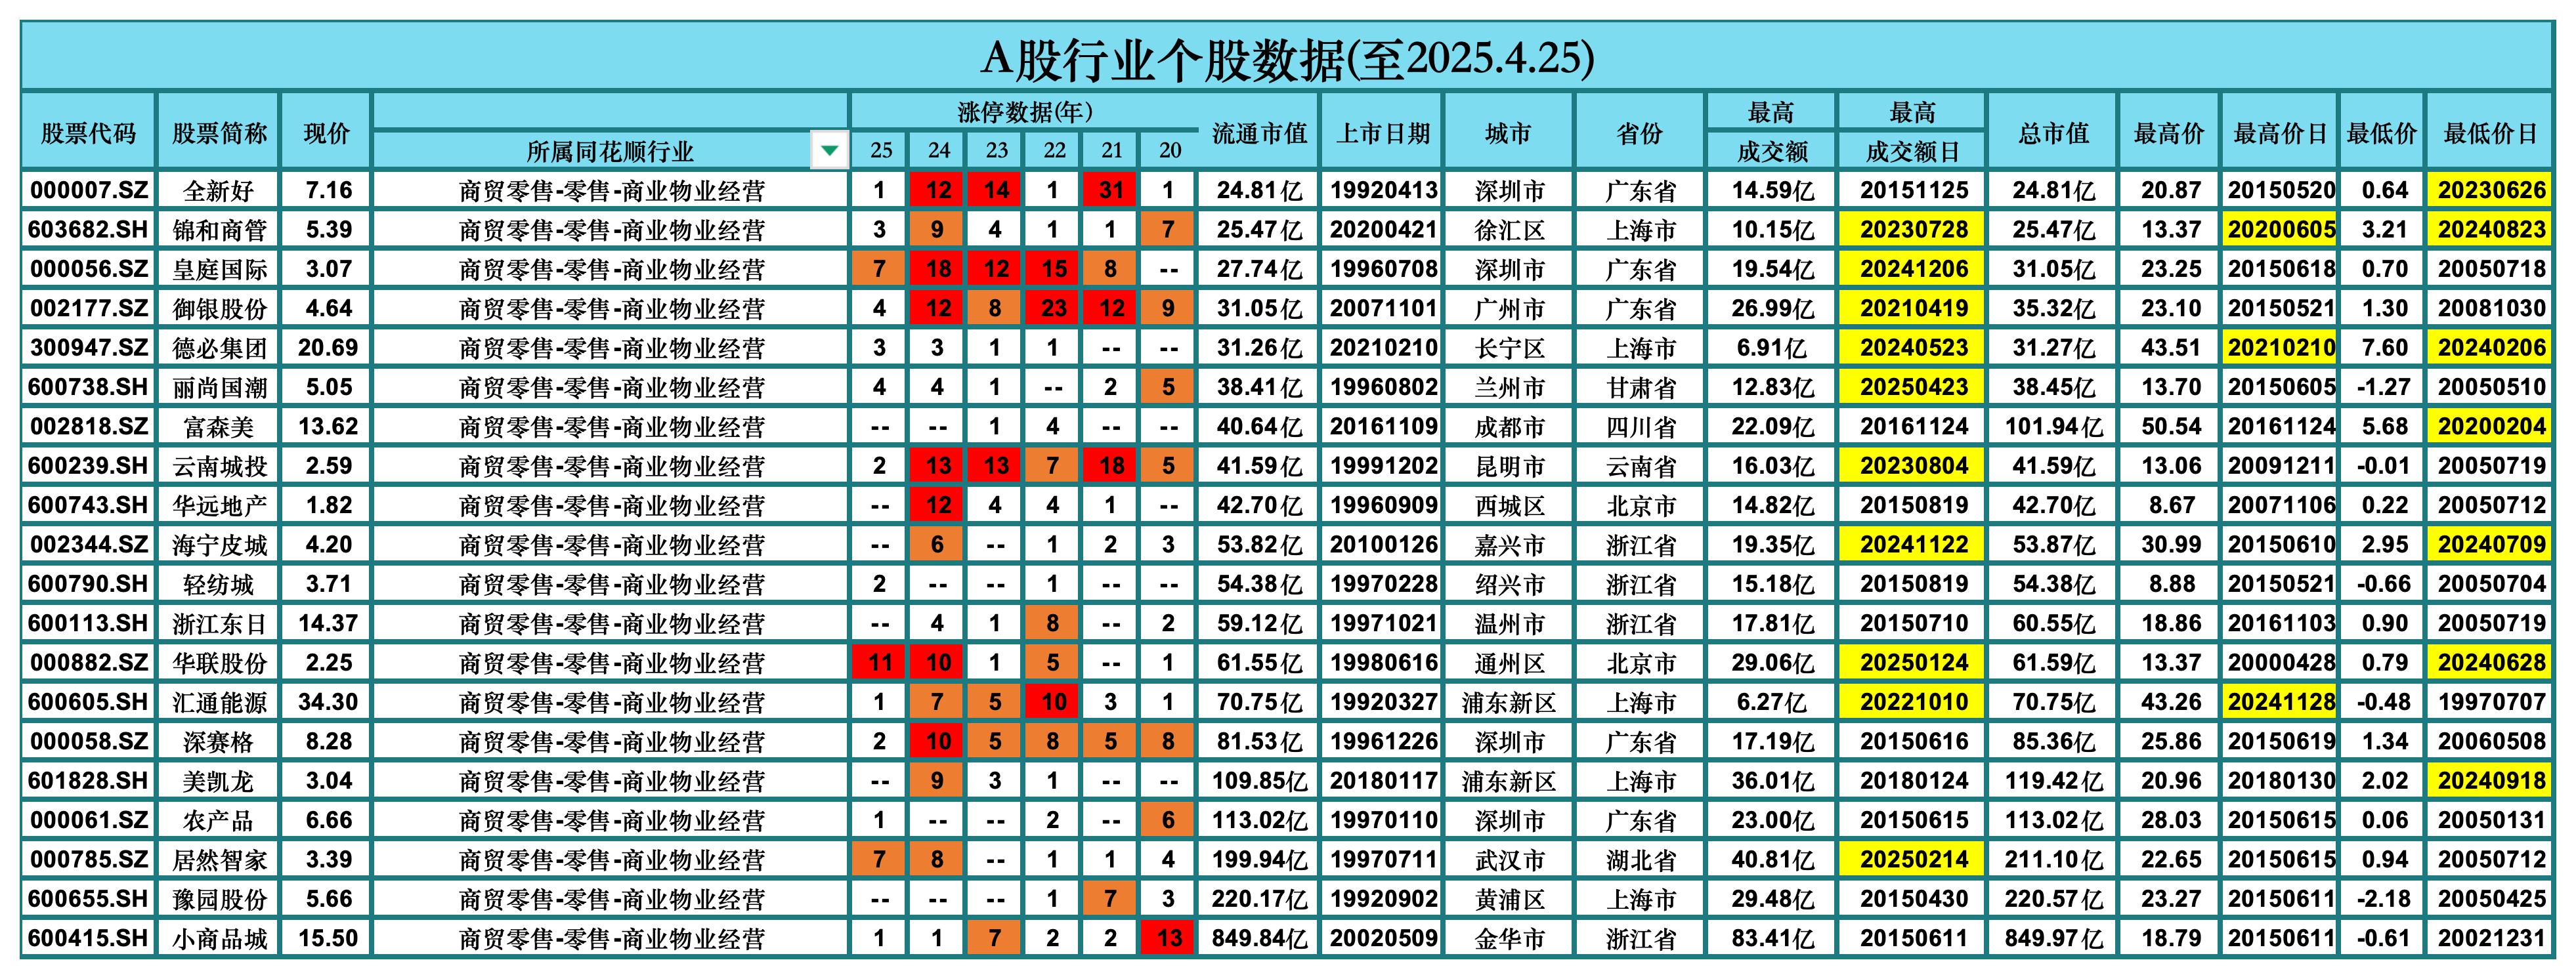 A股行业个股数据(至2025.4.25)
股票代码 股票简称 现价 所属同花顺行业 涨停数据(年) 25 24 23 22 21 20 流通市值 上市日期 城市 省份 最高成交额 最高成交额日 总市值 最高价 最高价日 最低价 最低价日
000007.SZ 全新好 7.16 商贸零售-零售-商业物业经营 1 12 14 1 31 1 24.81亿 19920413 深圳市 广东省 14.59亿 20151125 24.81亿 20.87 20150520 0.64 20230626
603682.SH 锦和商管 5.39 商贸零售-零售-商业物业经营 3 9 4 1 1 7 25.47亿 20200421 徐汇区 上海市 10.15亿 20230728 25.47亿 13.37 20200605 3.21 20240823
000056.SZ 皇庭国际 3.07 商贸零售-零售-商业物业经营 7 18 12 15 8 -- 27.74亿 19960708 深圳市 广东省 19.54亿 20241206 31.05亿 23.25 20150618 0.70 20050718
002177.SZ 御银股份 4.64 商贸零售-零售-商业物业经营 4 12 8 23 12 9 31.05亿 20071101 广州市 广东省 26.99亿 20210419 35.32亿 23.10 20150521 1.30 20081030
300947.SZ 德必集团 20.69 商贸零售-零售-商业物业经营 3 3 1 1 -- -- 31.26亿 20210210 长宁区 上海市 6.91亿 20240523 31.27亿 43.51 20210210 7.60 20240206
600738.SH 丽尚国潮 5.05 商贸零售-零售-商业物业经营 4 4 1 -- 2 5 38.41亿 19960802 兰州市 甘肃省 12.83亿 20250423 38.45亿 13.70 20150605 -1.27 20050510
002818.SZ 富森美 13.62 商贸零售-零售-商业物业经营 -- -- 1 4 -- -- 40.64亿 20161109 成都市 四川省 22.09亿 20161124 101.94亿 50.54 20161124 5.68 20200204
600239.SH 云南城投 2.59 商贸零售-零售-商业物业经营 2 13 13 7 18 5 41.59亿 19991202 昆明市 云南省 16.03亿 20230804 41.59亿 13.06 20091211 -0.01 20050719
600743.SH 华远地产 1.82 商贸零售-零售-商业物业经营 -- 12 4 4 1 -- 42.70亿 19960909 西城区 北京市 14.82亿 20150819 42.70亿 8.67 20071106 0.22 20050712
002344.SZ 海宁皮城 4.20 商贸零售-零售-商业物业经营 -- 6 -- 1 2 3 53.82亿 20100126 嘉兴市 浙江省 19.35亿 20241122 53.87亿 30.99 20150610 2.95 20240709
600790.SH 轻纺城 3.71 商贸零售-零售-商业物业经营 2 -- -- 1 -- -- 54.38亿 19970228 绍兴市 浙江省 15.18亿 20150819 54.38亿 8.88 20150521 -0.66 20050704
600113.SH 浙江东日 14.37 商贸零售-零售-商业物业经营 -- 4 1 8 -- 2 59.12亿 19971021 温州市 浙江省 17.81亿 20150710 60.55亿 18.86 20161103 0.90 20050719
000882.SZ 华联股份 2.25 商贸零售-零售-商业物业经营 11 10 1 5 -- 1 61.55亿 19980616 通州区 北京市 29.06亿 20250124 61.59亿 13.37 20000428 0.79 20240628
600605.SH 汇通能源 34.30 商贸零售-零售-商业物业经营 1 7 5 10 3 1 70.75亿 19920327 浦东新区 上海市 6.27亿 20221010 70.75亿 43.26 20241128 -0.48 19970707
000058.SZ 深赛格 8.28 商贸零售-零售-商业物业经营 2 10 5 8 5 8 81.53亿 19961226 深圳市 广东省 17.19亿 20150616 85.36亿 25.86 20150619 1.34 20060508
601828.SH 美凯龙 3.04 商贸零售-零售-商业物业经营 -- 9 3 1 -- -- 109.85亿 20180117 浦东新区 上海市 36.01亿 20180124 119.42亿 20.96 20180130 2.02 20240918
000061.SZ 农产品 6.66 商贸零售-零售-商业物业经营 1 -- -- 2 -- 6 113.02亿 19970110 深圳市 广东省 23.00亿 20150615 113.02亿 28.03 20150615 0.06 20050131
000785.SZ 居然智家 3.39 商贸零售-零售-商业物业经营 7 8 -- 1 1 4 199.94亿 19970711 武汉市 湖北省 40.81亿 20250214 211.10亿 22.65 20150615 0.94 20050712
600655.SH 豫园股份 5.66 商贸零售-零售-商业物业经营 -- -- -- 1 7 3 220.17亿 19920902 黄浦区 上海市 29.48亿 20150430 220.57亿 23.27 20150611 -2.18 20050425
600415.SH 小商品城 15.50 商贸零售-零售-商业物业经营 1 1 7 2 2 13 849.84亿 20020509 金华市 浙江省 83.41亿 20150611 849.97亿 18.79 20150611 -0.61 20021231